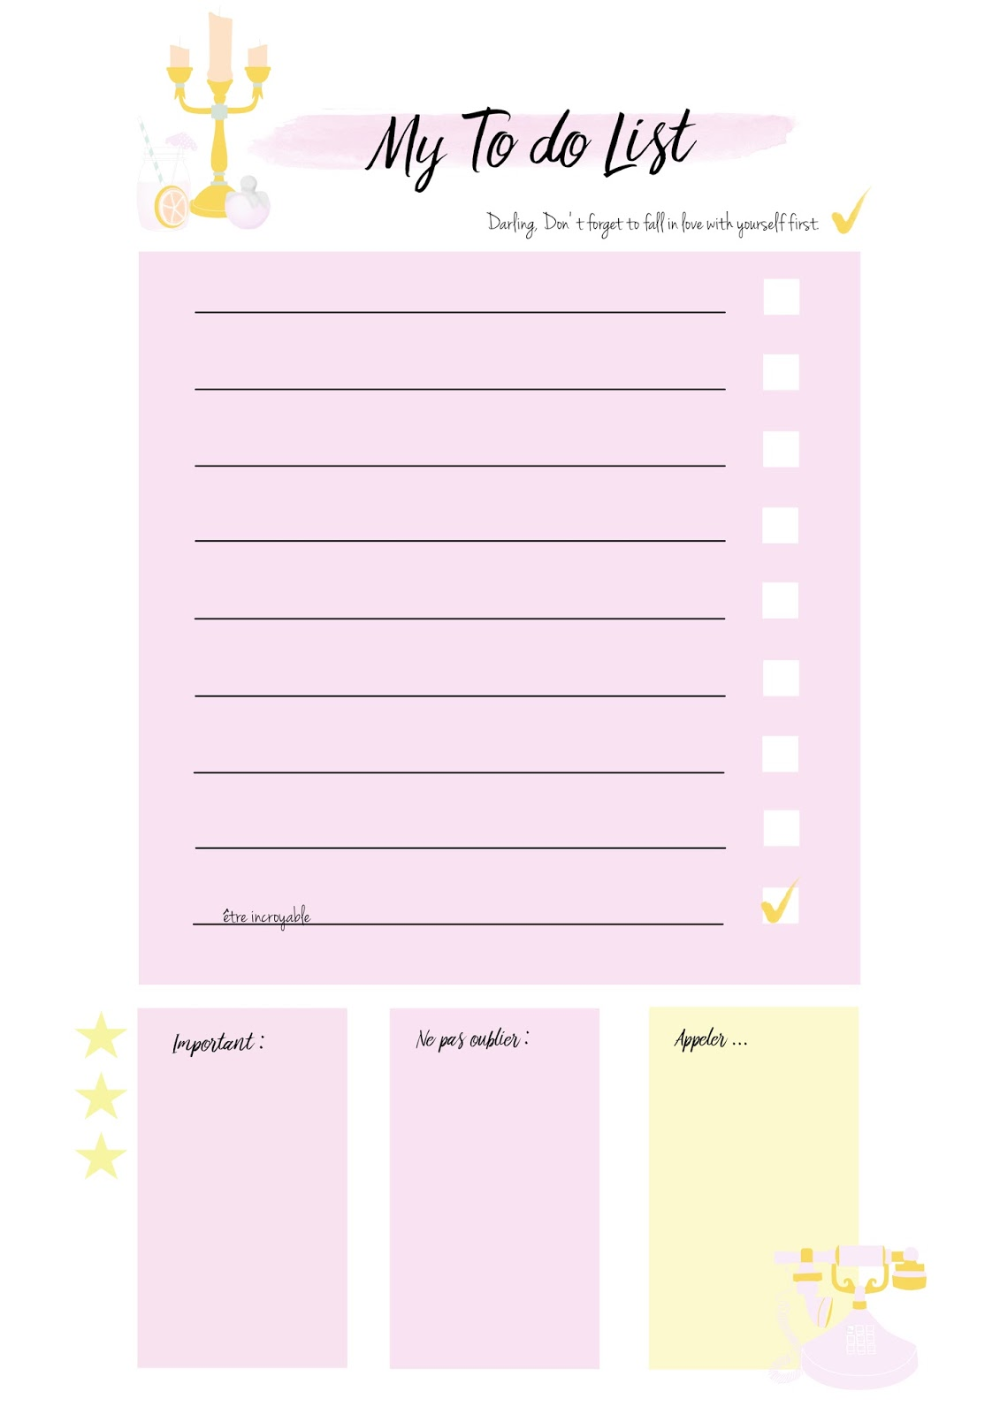 My To do List
Darling, Don't forget to fall in love with yourself first.
être incroyable
Important :
Ne pas oublier :
Appeler ...